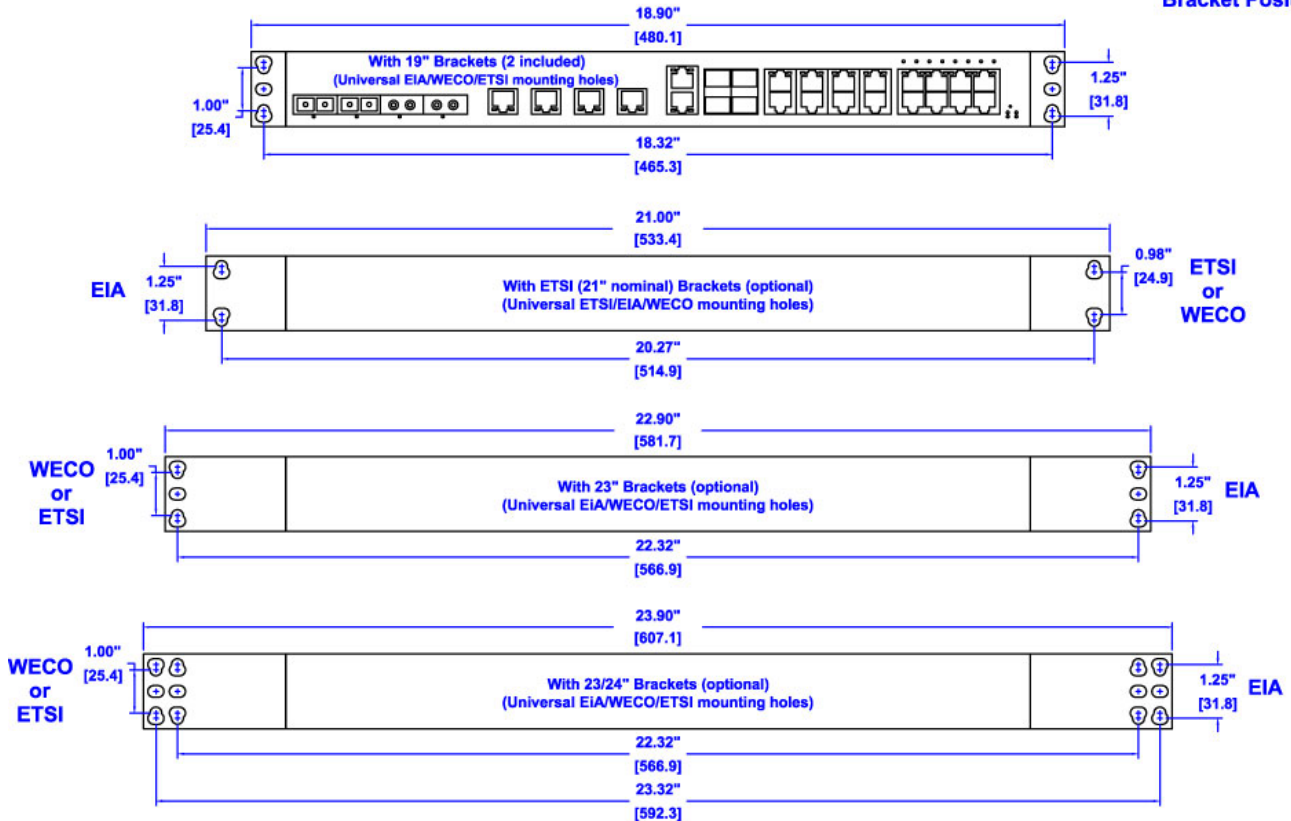 Bracket Posi
18.90"
[480.1]
With 19" Brackets (2 included)
(Universal EIA/WECO/ETSI mounting holes)
1.00"
[25.4]
1.25"
[31.8]
18.32"
[465.3]
21.00"
[533.4]
EIA
1.25"
[31.8]
With ETSI (21" nominal) Brackets (optional)
(Universal ETSI/EIA/WECO mounting holes)
0.98"
[24.9]
ETSI
or
WECO
20.27"
[514.9]
22.90"
[581.7]
WECO
or
ETSI
1.00"
[25.4]
With 23" Brackets (optional)
(Universal EiA/WECO/ETSI mounting holes)
1.25"
[31.8]
EIA
22.32"
[566.9]
23.90"
[607.1]
WECO
or
ETSI
1.00"
[25.4]
With 23/24" Brackets (optional)
(Universal EiA/WECO/ETSI mounting holes)
1.25"
[31.8]
EIA
22.32"
[566.9]
23.32"
[592.3]